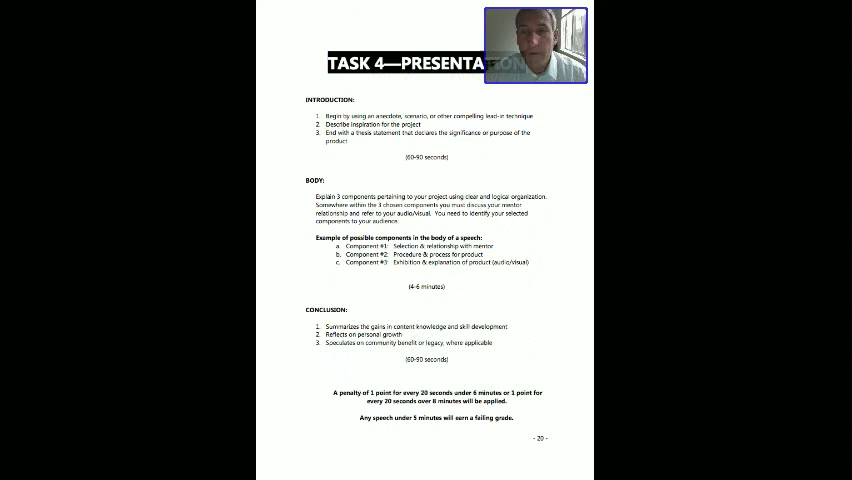 TASK 4—PRESENTATION
INTRODUCTION:
1. Begin by using an anecdote, scenario, or other compelling lead-in technique
2. Describe inspiration for the project
3. End with a thesis statement that declares the significance or purpose of the
product
(60-90 seconds)
BODY:
Explain 3 components pertaining to your project using clear and logical organization.
Somewhere within the 3 chosen components you must discuss your mentor
relationship and refer to your audio/visual. You need to identify your selected
components to your audience.
Example of possible components in the body of a speech:
a. Component #1: Selection & relationship with mentor
b. Component #2: Procedure & process for product
c. Component #3: Exhibition & explanation of product (audio/visual)
(4-6 minutes)
CONCLUSION:
1. Summarizes the gains in content knowledge and skill development
2. Reflects on personal growth
3. Speculates on community benefit or legacy, where applicable
(60-90 seconds)
A penalty of 1 point for every 20 seconds under 6 minutes or 1 point for
every 20 seconds over 8 minutes will be applied.
Any speech under 5 minutes will earn a failing grade.
- 20 -